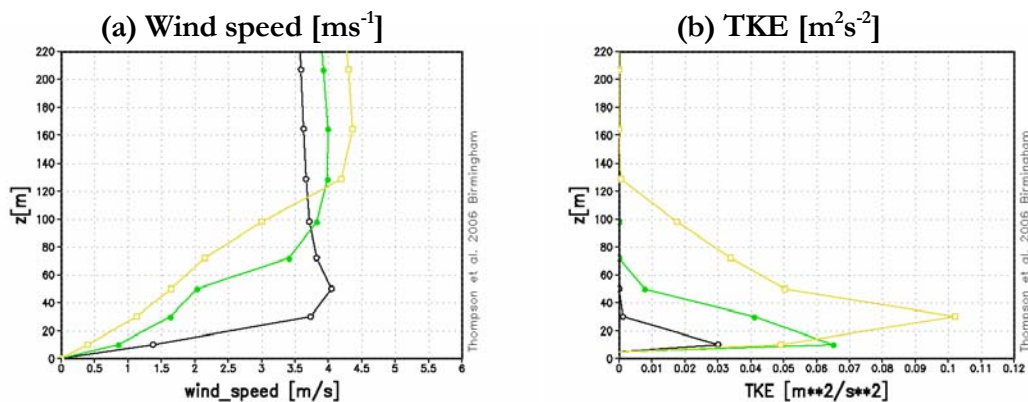 (a) Wind speed [ms-1]
220
200
180
160
140
120
100
80
60
40
20
0
z[m]
0 0.5 1 1.5 2 2.5 3 3.5 4 4.5 5 5.5 6
wind_speed [m/s]
Thompson et al. 2006 Birmingham
(b) TKE [m2s-2]
220
200
180
160
140
120
100
80
60
40
20
0
z[m]
0 0.01 0.02 0.03 0.04 0.05 0.06 0.07 0.08 0.09 0.1 0.11 0.12
TKE [m**2/s**2]
Thompson et al. 2006 Birmingham